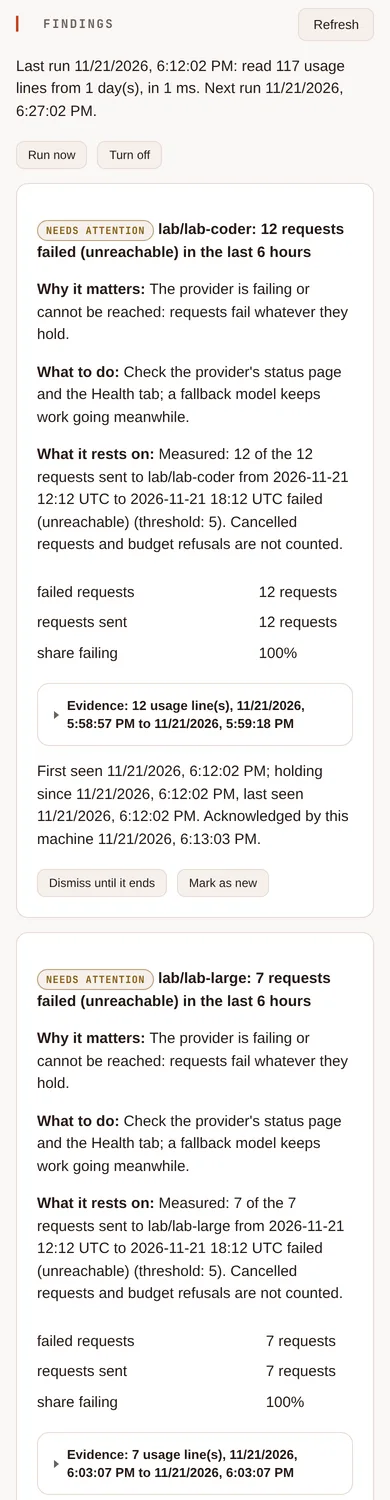 FINDINGS
Refresh
Last run 11/21/2026, 6:12:02 PM: read 117 usage
lines from 1 day(s), in 1 ms. Next run 11/21/2026,
6:27:02 PM.
Run now
Turn off
NEEDS ATTENTION lab/lab-coder: 12 requests
failed (unreachable) in the last 6 hours
Why it matters: The provider is failing or
cannot be reached: requests fail whatever they
hold.
What to do: Check the provider's status page
and the Health tab; a fallback model keeps
work going meanwhile.
What it rests on: Measured: 12 of the 12
requests sent to lab/lab-coder from 2026-11-21
12:12 UTC to 2026-11-21 18:12 UTC failed
(unreachable) (threshold: 5). Cancelled
requests and budget refusals are not counted.
failed requests 12 requests
requests sent 12 requests
share failing 100%
Evidence: 12 usage line(s), 11/21/2026,
5:58:57 PM to 11/21/2026, 5:59:18 PM
First seen 11/21/2026, 6:12:02 PM; holding
since 11/21/2026, 6:12:02 PM, last seen
11/21/2026, 6:12:02 PM. Acknowledged by this
machine 11/21/2026, 6:13:03 PM.
Dismiss until it ends
Mark as new
NEEDS ATTENTION lab/lab-large: 7 requests
failed (unreachable) in the last 6 hours
Why it matters: The provider is failing or
cannot be reached: requests fail whatever they
hold.
What to do: Check the provider's status page
and the Health tab; a fallback model keeps
work going meanwhile.
What it rests on: Measured: 7 of the 7
requests sent to lab/lab-large from 2026-11-21
12:12 UTC to 2026-11-21 18:12 UTC failed
(unreachable) (threshold: 5). Cancelled
requests and budget refusals are not counted.
failed requests 7 requests
requests sent 7 requests
share failing 100%
Evidence: 7 usage line(s), 11/21/2026,
6:03:07 PM to 11/21/2026, 6:03:07 PM